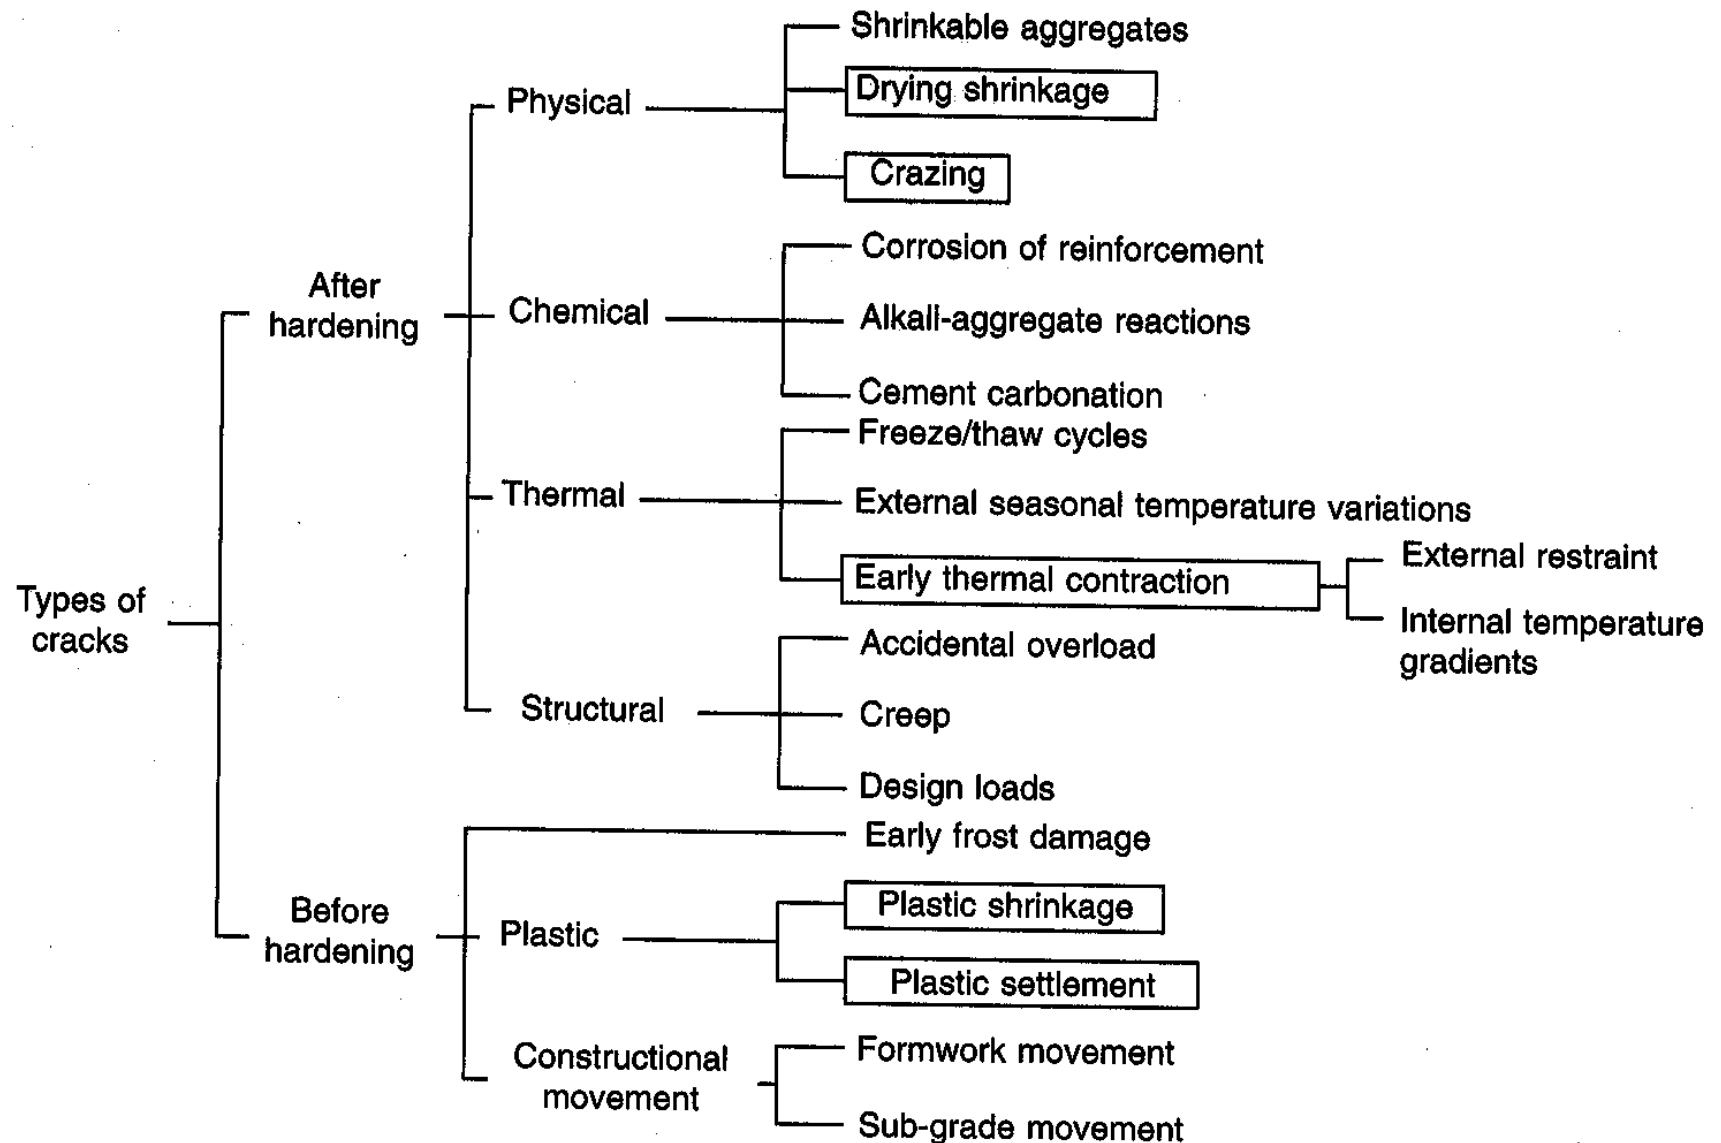 Shrinkable aggregates
Drying shrinkage
Physical
Crazing
Corrosion of reinforcement
After
hardening
Chemical
Alkali-aggregate reactions
Cement carbonation
Freeze/thaw cycles
Thermal
External seasonal temperature variations
External restraint
Early thermal contraction
Types of
cracks
Internal temperature
gradients
Accidental overload
Structural
Creep
Design loads
Early frost damage
Before
hardening
Plastic
Plastic shrinkage
Plastic settlement
Constructional
movement
Formwork movement
Sub-grade movement